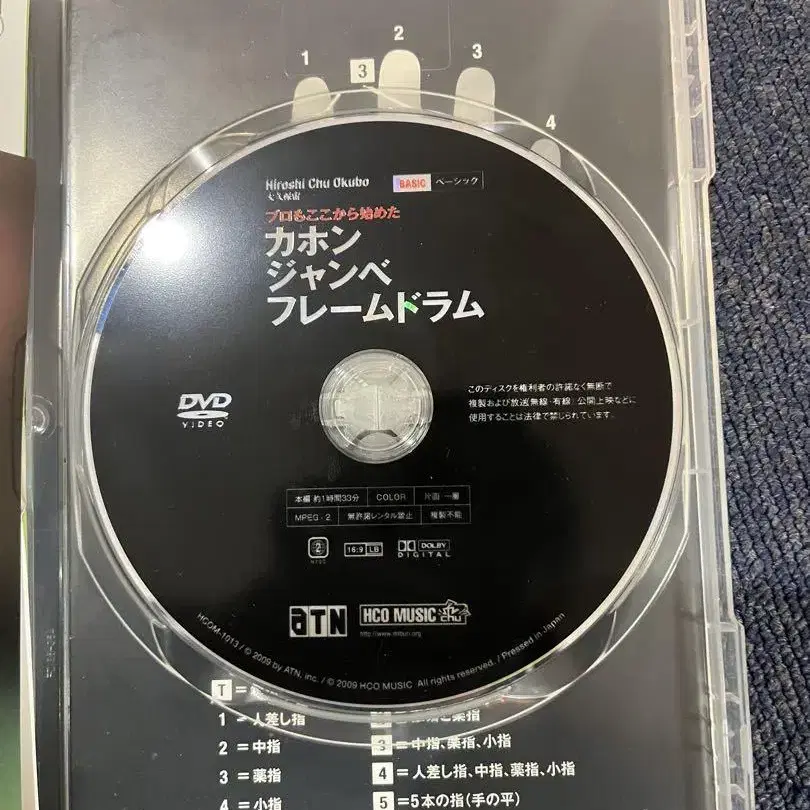 2
1
3
3
4
Hiroshi Chu Okubo
BASIC ベーシック
大久保宙
プロもここから始めた
カホン
ジャンベ
フレームドラム
DVD
VIDEO
このディスクを権利者の許諾なく無断で
複製および放送(無線・有線)公開上映などに
使用することは法律で禁じられています。
本編 約1時間33分 COLOR 片面 一層
MPEG-2 無許諾レンタル禁止 複製不能
2 16:9 LB DOLBY
NTSC DIGITAL
aTN HCO MUSIC chu
HCOM-1013 / © 2009 by ATN, inc. / © 2009 HCO MUSIC. All rights reserved. / Pressed in Japan
T =
1 = 人差し指
2 = 中指
3 = 中指、薬指、小指
3 = 薬指
4 = 人差し指、中指、薬指、小指
4 = 小指
5 = 5本の指(手の平)